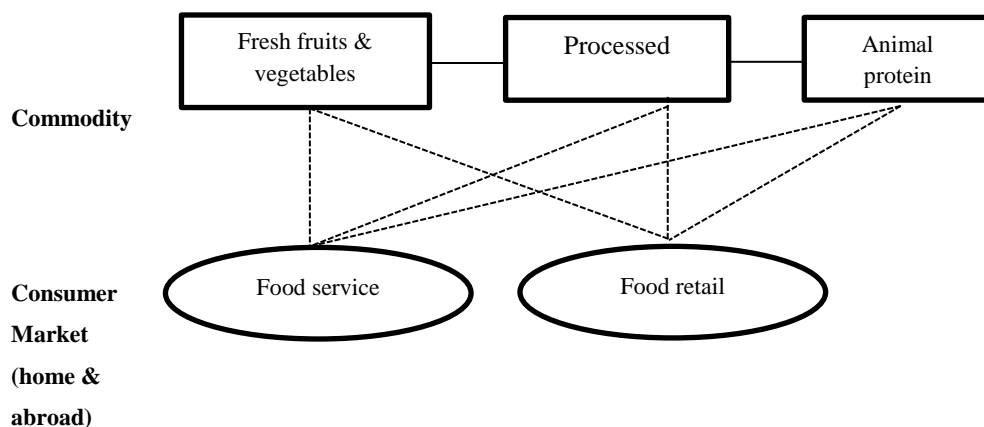 Fresh fruits &
vegetables
Processed
Animal
protein
Commodity
Food service
Food retail
Consumer
Market
(home &
abroad)